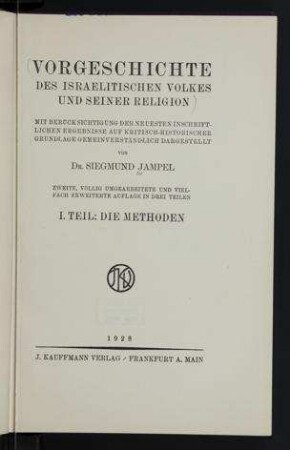 VORGESCHICHTE
DES ISRAELITISCHEN VOLKES
UND SEINER RELIGION
MIT BERÜCKSICHTIGUNG DER NEUESTEN INSCHRIFT-
LICHEN ERGEBNISSE AUF KRITISCH-HISTORISCHER
GRUNDLAGE GEMEINVERSTÄNDLICH DARGESTELLT
VON
DR. SIEGMUND JAMPEL
ZWEITE, VÖLLIG UMGEARBEITETE UND VIEL-
FACH ERWEITERTE AUFLAGE IN DREI TEILEN
I. TEIL: DIE METHODEN
1928
J. KAUFFMANN VERLAG / FRANKFURT A. MAIN